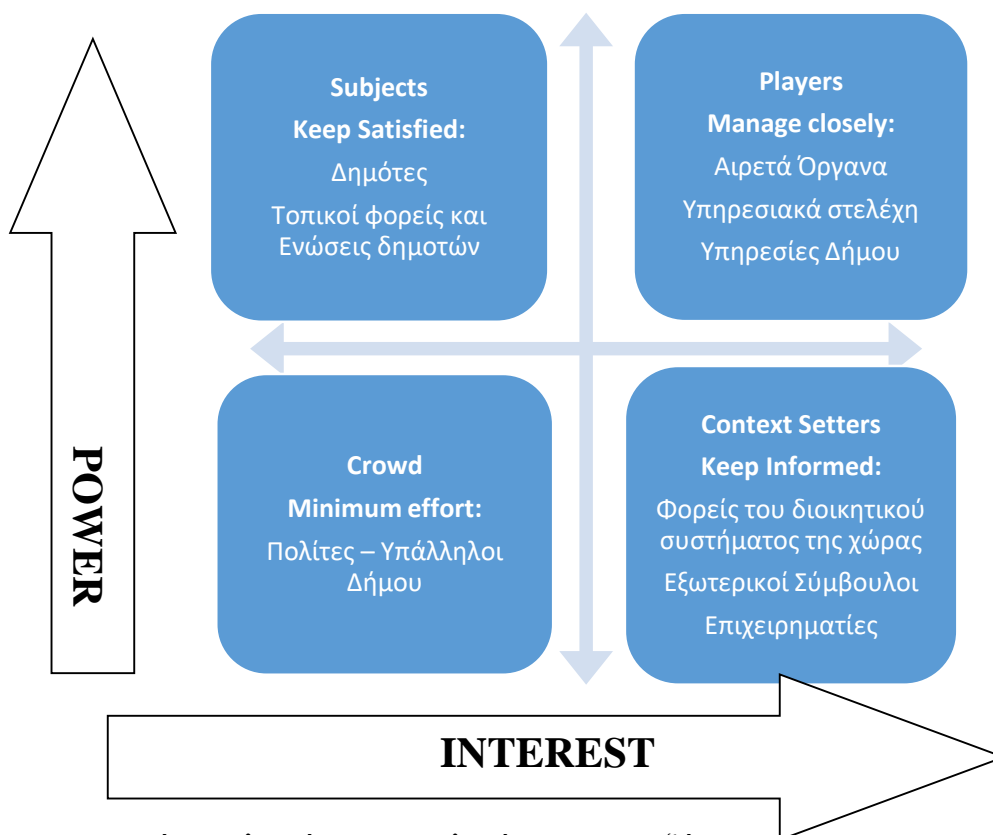 Subjects
Keep Satisfied:
Δημότες
Τοπικοί φορείς και
Ενώσεις δημοτών
Players
Manage closely:
Αιρετά Όργανα
Υπηρεσιακά στελέχη
Υπηρεσίες Δήμου
POWER
Crowd
Minimum effort:
Πολίτες – Υπάλληλοι
Δήμου
Context Setters
Keep Informed:
Φορείς του διοικητικού
συστήματος της χώρας
Εξωτερικοί Σύμβουλοι
Επιχειρηματίες
INTEREST